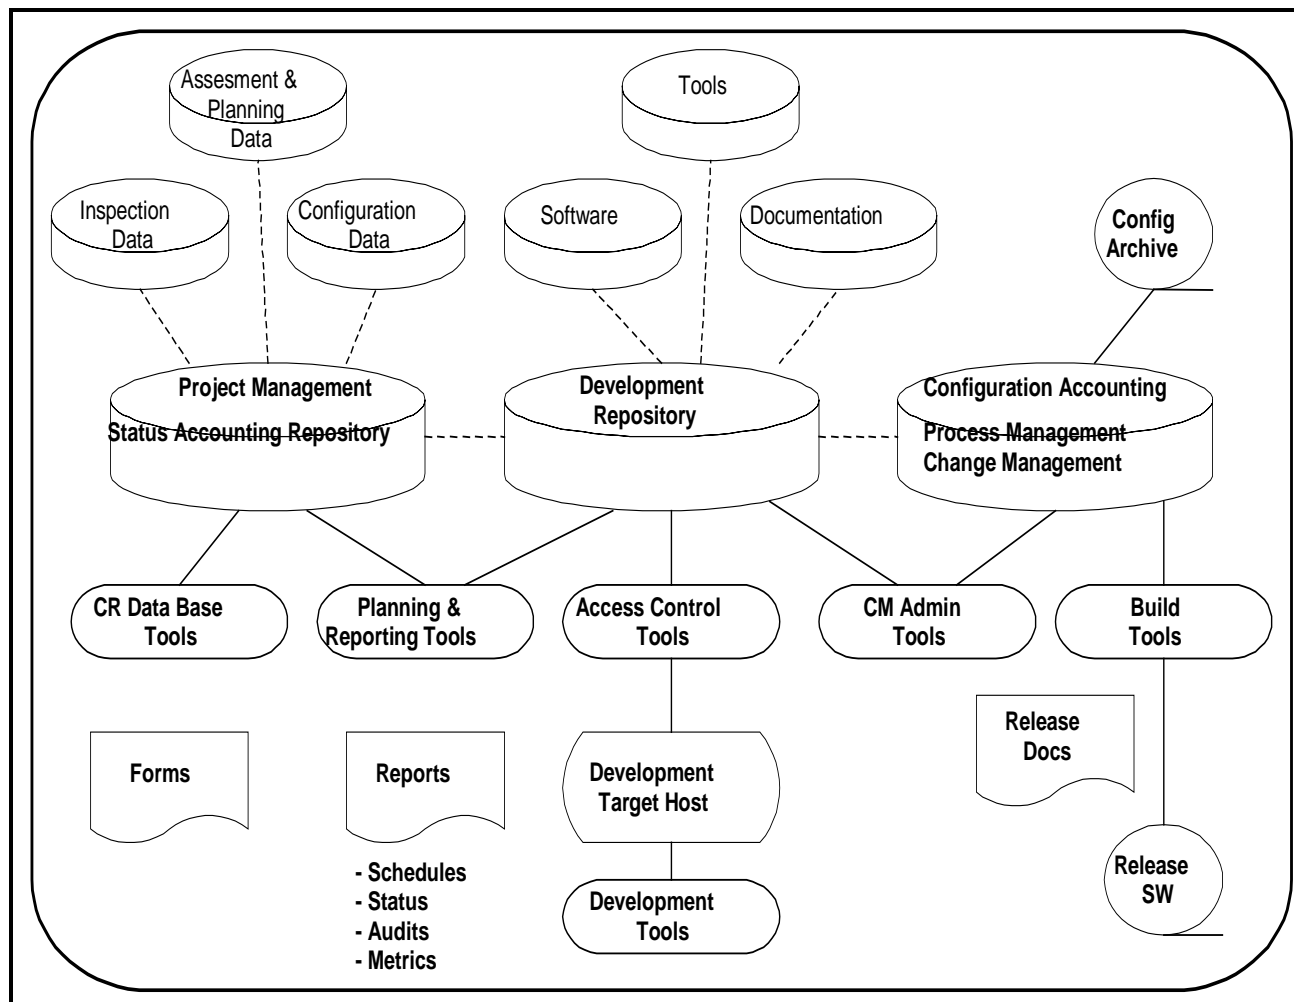 Assesment &
Planning
Data
Tools
Inspection
Data
Configuration
Data
Software
Documentation
Config
Archive
Project Management
Status Accounting Repository
Development
Repository
Configuration Accounting
Process Management
Change Management
CR Data Base
Tools
Planning &
Reporting Tools
Access Control
Tools
CM Admin
Tools
Build
Tools
Forms
Reports
- Schedules
- Status
- Audits
- Metrics
Development
Target Host
Development
Tools
Release
Docs
Release
SW